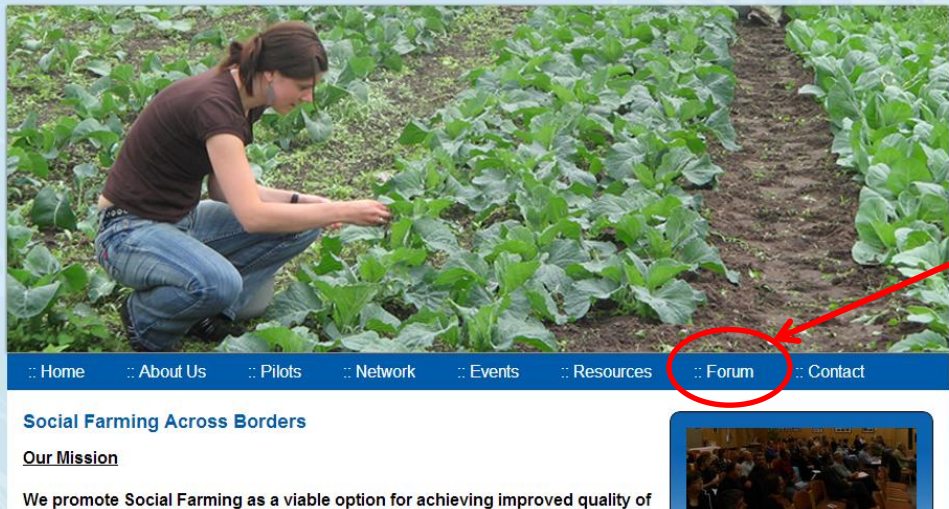 :: Home :: About Us :: Pilots :: Network :: Events :: Resources :: Forum :: Contact
Social Farming Across Borders
Our Mission
We promote Social Farming as a viable option for achieving improved quality of